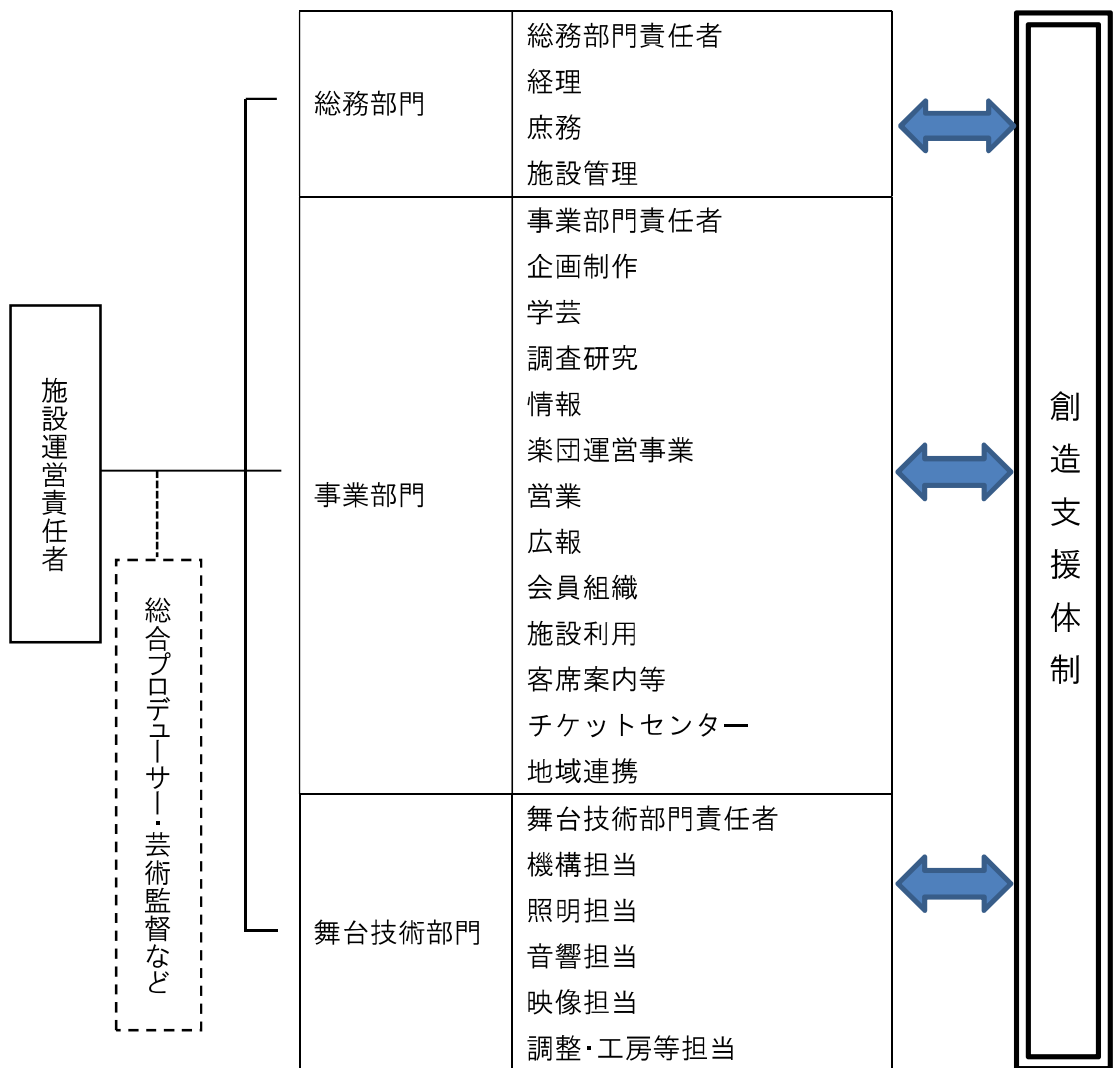 施設運営責任者
総合プロデューサー・芸術監督など
総務部門
総務部門責任者
経理
庶務
施設管理
事業部門
事業部門責任者
企画制作
学芸
調査研究
情報
楽団運営事業
営業
広報
会員組織
施設利用
客席案内等
チケットセンター
地域連携
舞台技術部門
舞台技術部門責任者
機構担当
照明担当
音響担当
映像担当
調整・工房等担当
創造支援体制